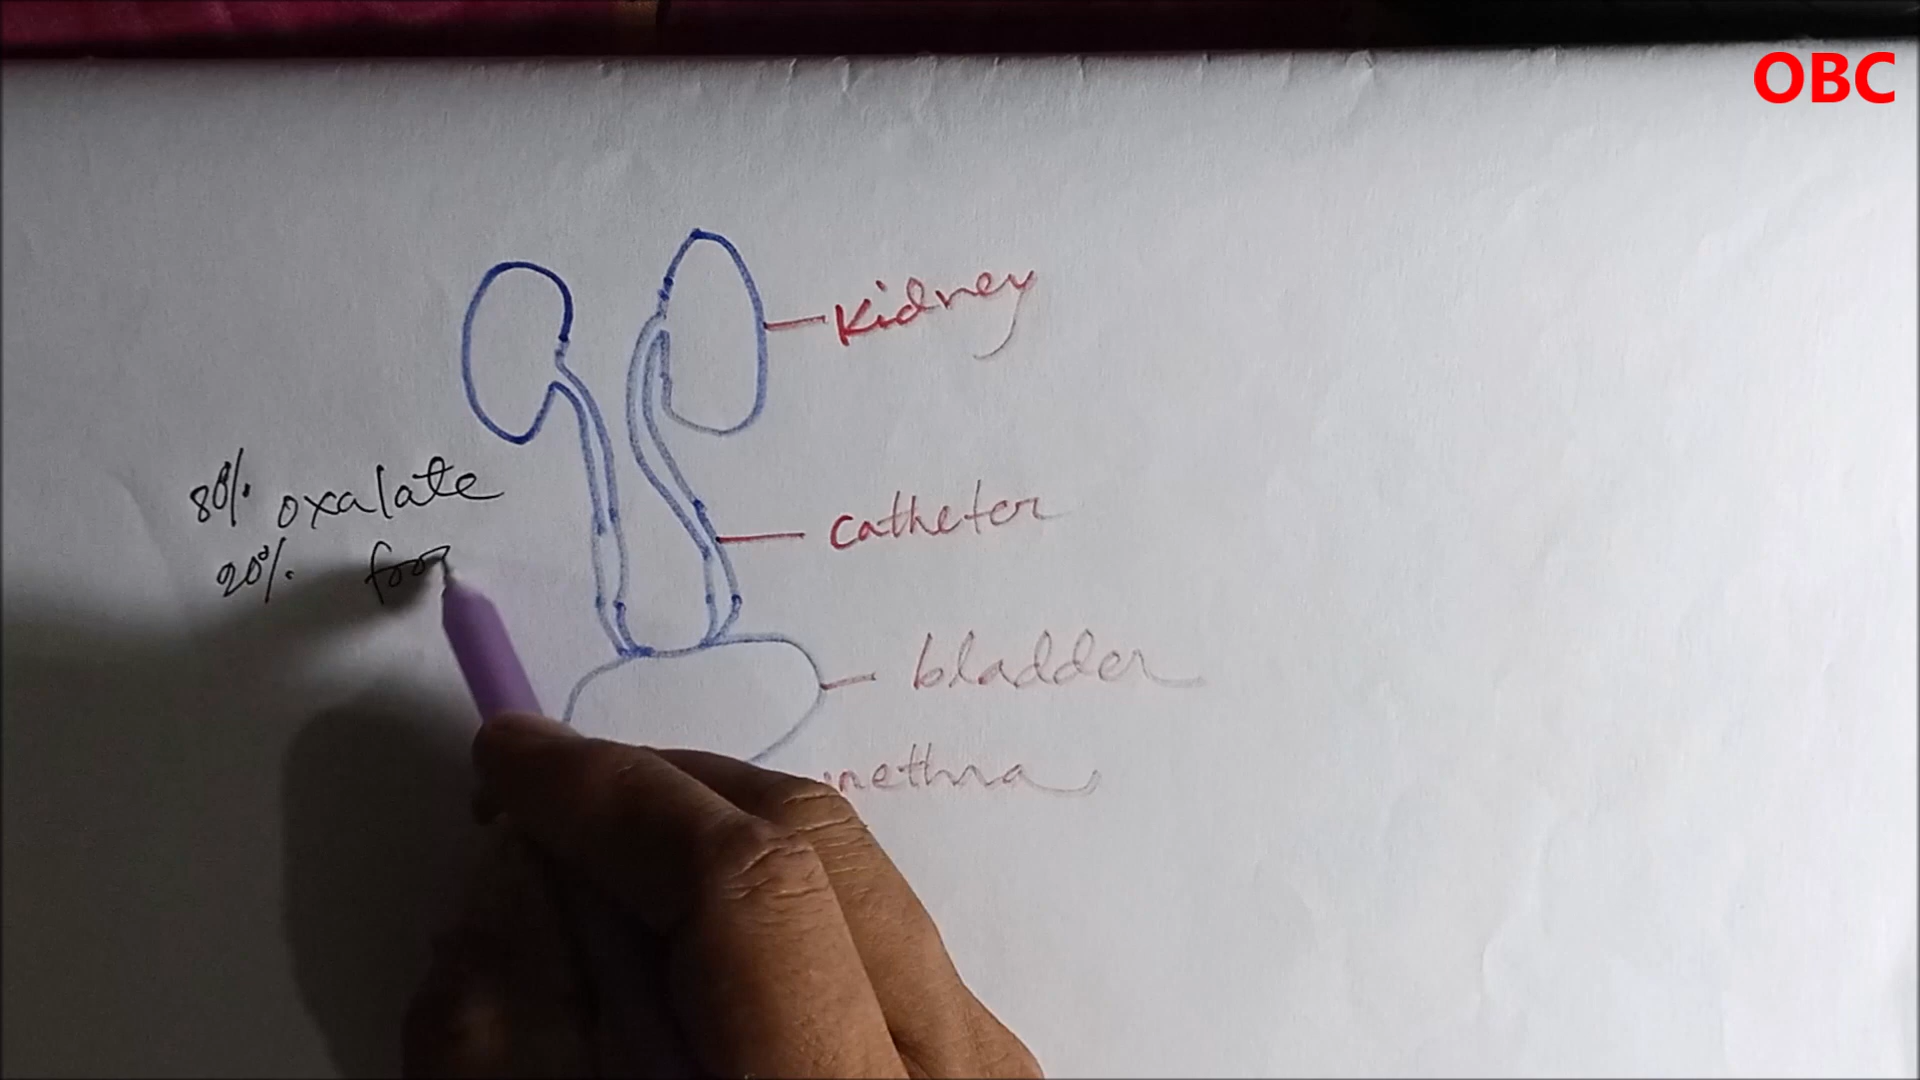 OBC
Kidney
80% oxalate
catheter
20% foo
bladder
urethra